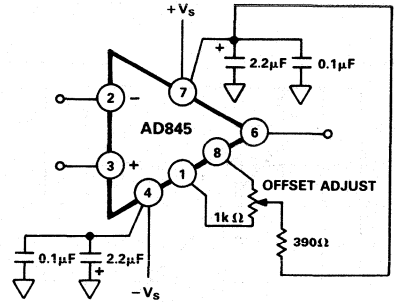 +Vs
+
2.2µF
0.1µF
7
2
−
AD845
6
3
+
8
1
4
OFFSET ADJUST
1kΩ
390Ω
0.1µF
2.2µF
+
−Vs